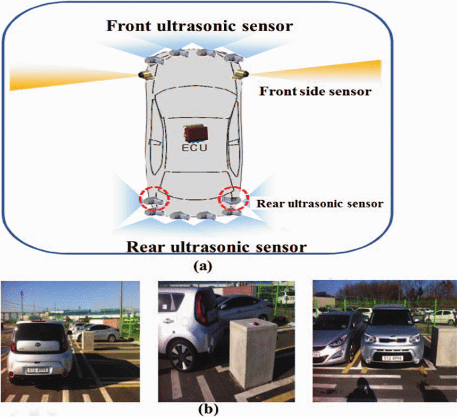 Front ultrasonic sensor
Front side sensor
ECU
Rear ultrasonic sensor
Rear ultrasonic sensor
(a)
(b)